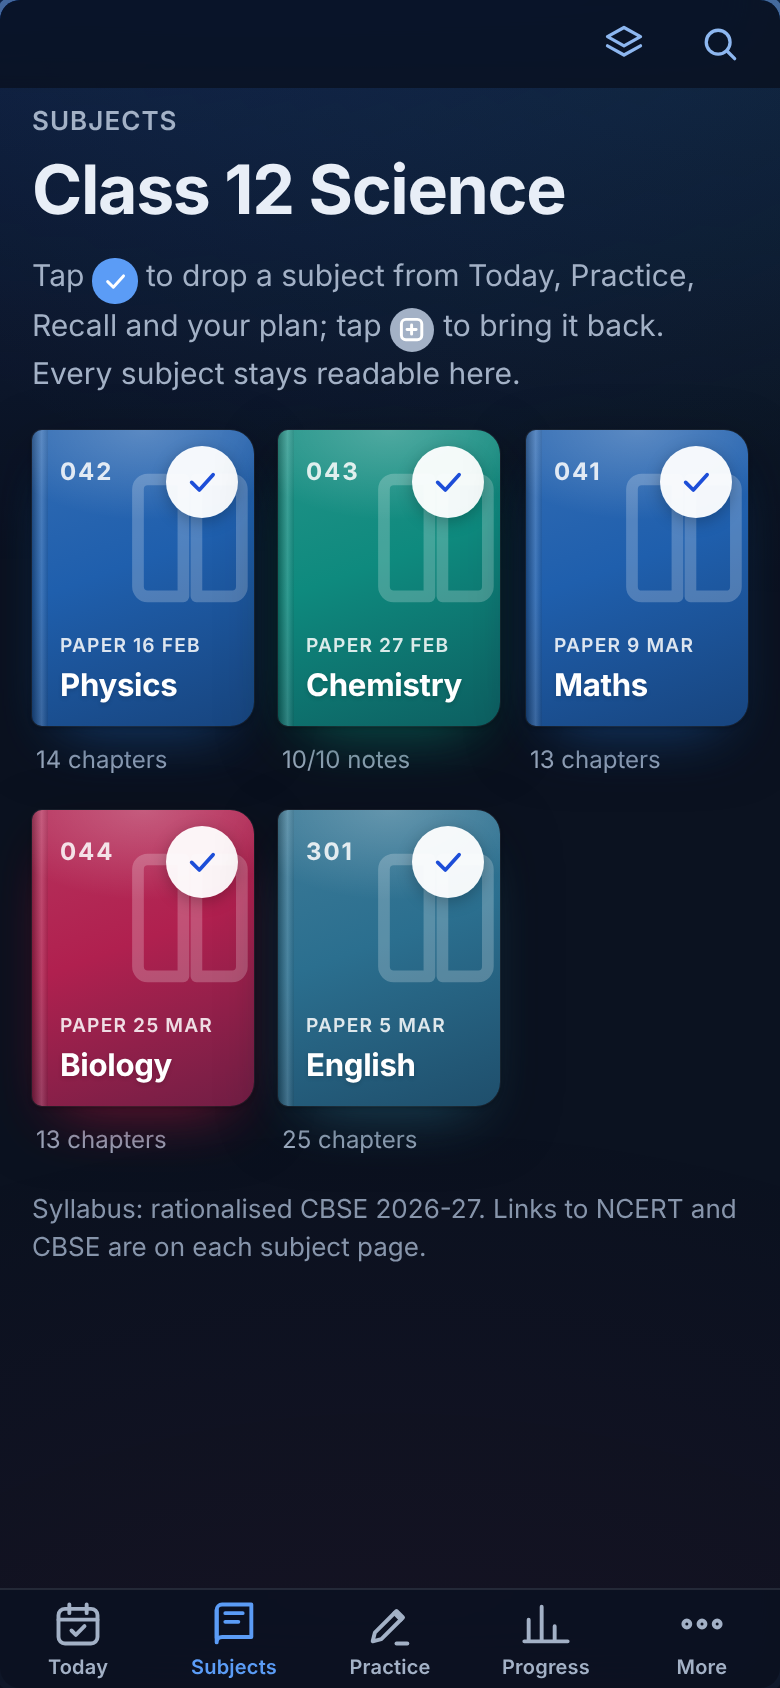 SUBJECTS
Class 12 Science
Tap to drop a subject from Today, Practice,
Recall and your plan; tap to bring it back.
Every subject stays readable here.
042
PAPER 16 FEB
Physics
14 chapters
043
PAPER 27 FEB
Chemistry
10/10 notes
041
PAPER 9 MAR
Maths
13 chapters
044
PAPER 25 MAR
Biology
13 chapters
301
PAPER 5 MAR
English
25 chapters
Syllabus: rationalised CBSE 2026-27. Links to NCERT and
CBSE are on each subject page.
Today
Subjects
Practice
Progress
More